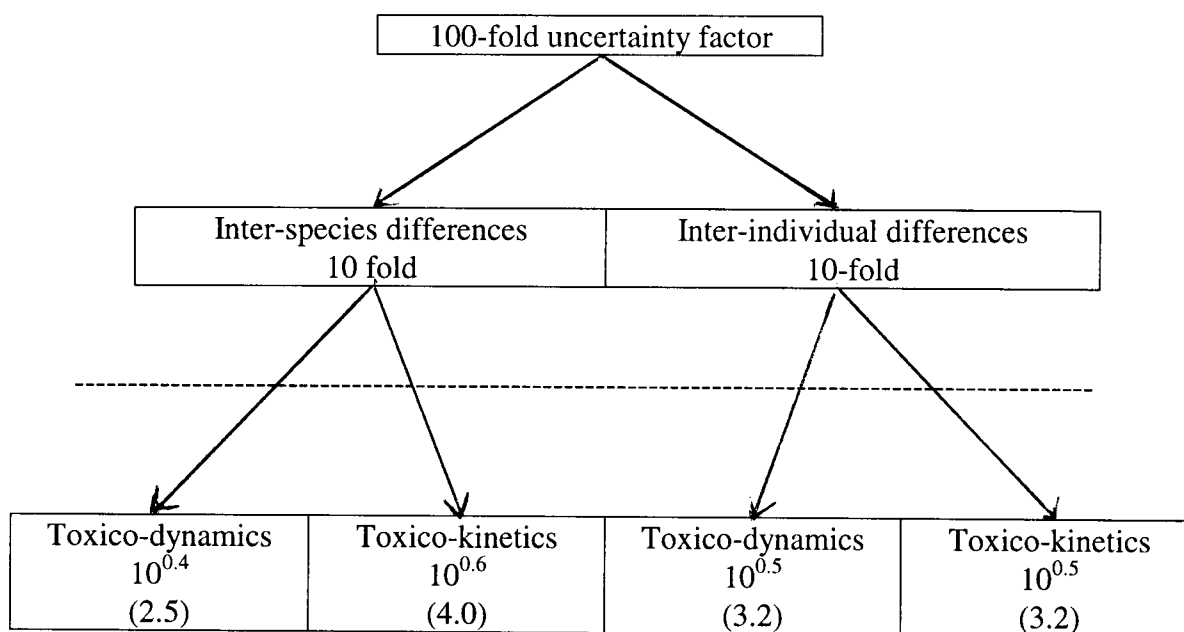 100-fold uncertainty factor
Inter-species differences
10 fold
Inter-individual differences
10-fold
Toxico-dynamics
10^0.4
(2.5)
Toxico-kinetics
10^0.6
(4.0)
Toxico-dynamics
10^0.5
(3.2)
Toxico-kinetics
10^0.5
(3.2)